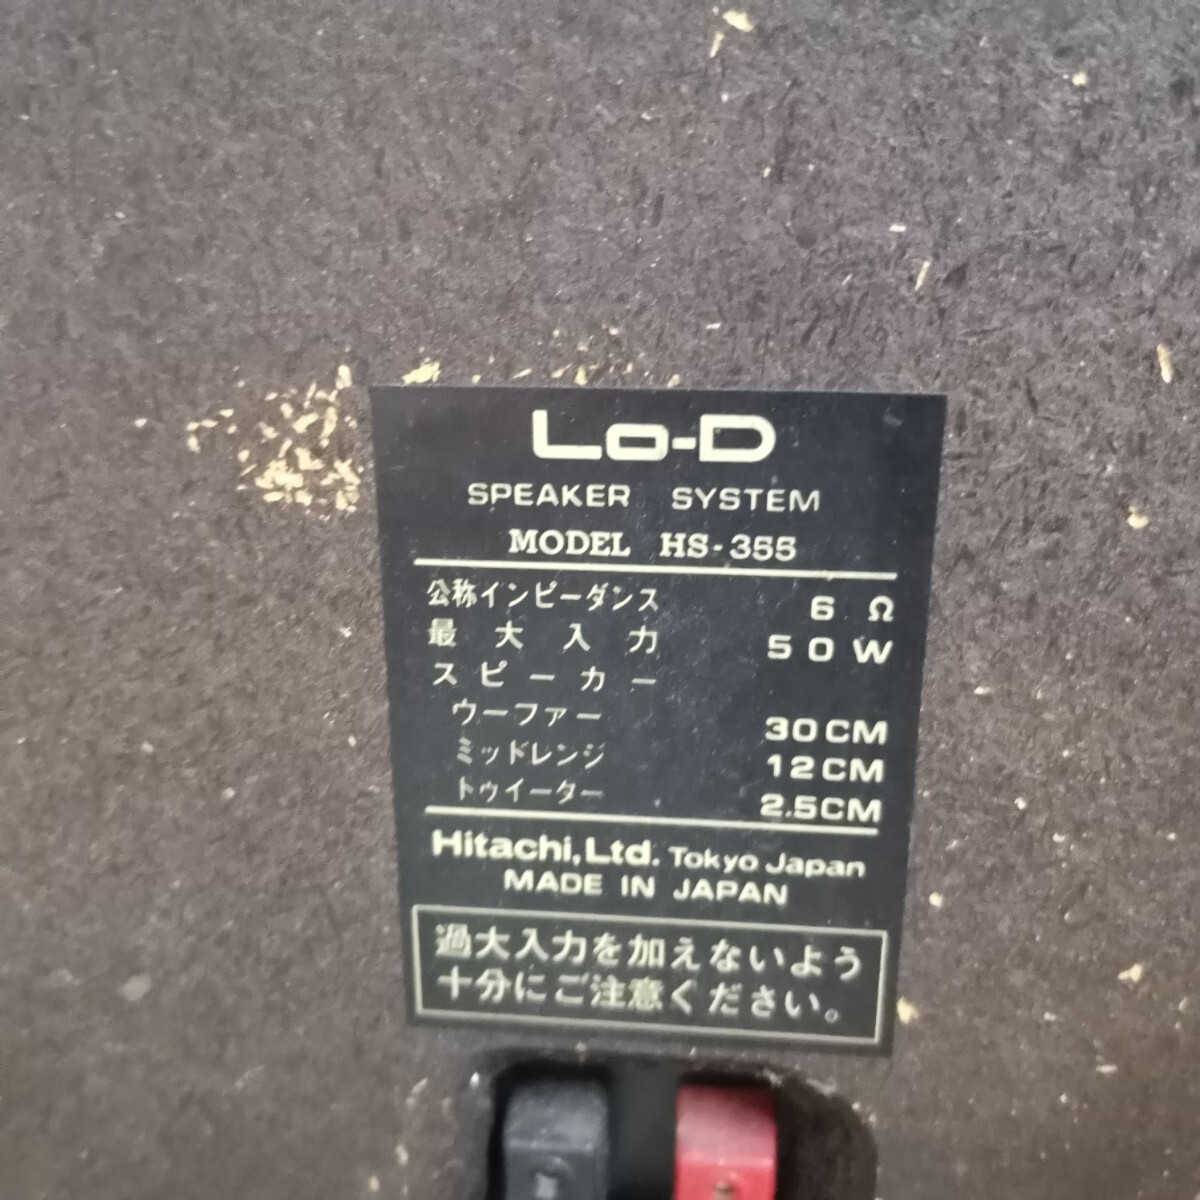 Lo-D
SPEAKER SYSTEM
MODEL HS-355
公称インピーダンス 6 Ω
最大入力 50W
スピーカー
ウーファー 30CM
ミッドレンジ 12CM
トゥイーター 2.5CM
Hitachi, Ltd. Tokyo Japan
MADE IN JAPAN
過大入力を加えないよう
十分にご注意ください。